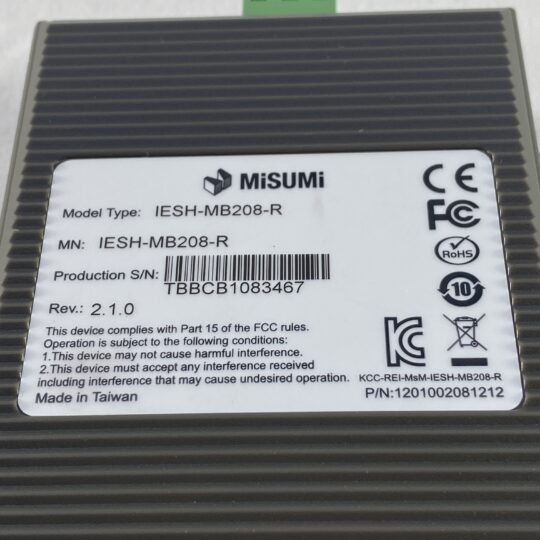 MiSUMi
Model Type: IESH-MB208-R
MN: IESH-MB208-R
Production S/N:
TBBCB1083467
Rev.: 2.1.0
This device complies with Part 15 of the FCC rules.
Operation is subject to the following conditions:
1.This device may not cause harmful interference.
2.This device must accept any interference received
including interference that may cause undesired operation.
Made in Taiwan
CE
FC
RoHS
10
KC
KCC-REI-MsM-IESH-MB208-R
P/N:1201002081212